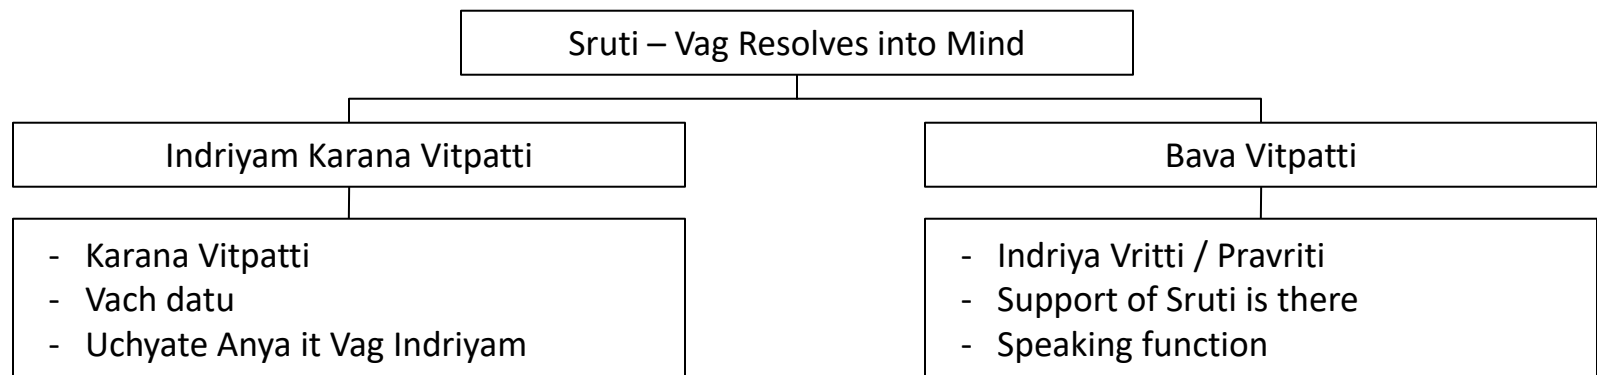 Sruti – Vag Resolves into Mind
Indriyam Karana Vitpatti
- Karana Vitpatti
- Vach datu
- Uchyate Anya it Vag Indriyam
Bava Vitpatti
- Indriya Vritti / Pravriti
- Support of Sruti is there
- Speaking function